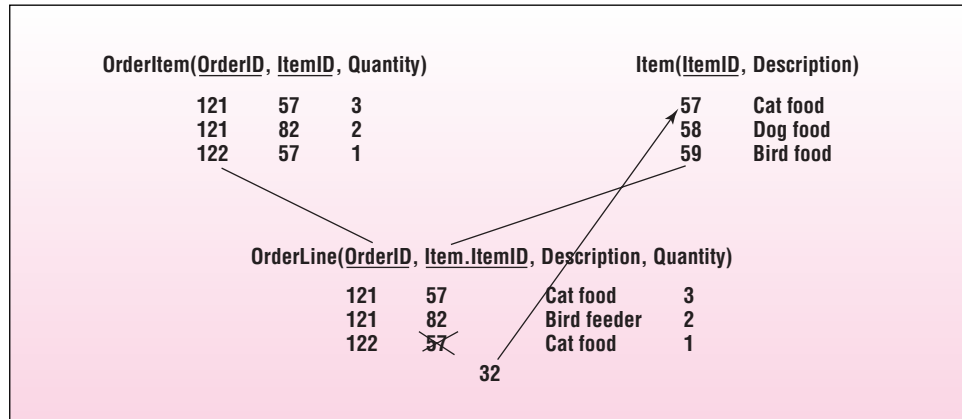 OrderItem(OrderID, ItemID, Quantity)
121 57 3
121 82 2
122 57 1
Item(ItemID, Description)
57 Cat food
58 Dog food
59 Bird food
OrderLine(OrderID, Item.ItemID, Description, Quantity)
121 57 Cat food 3
121 82 Bird feeder 2
122 57 Cat food 1
32